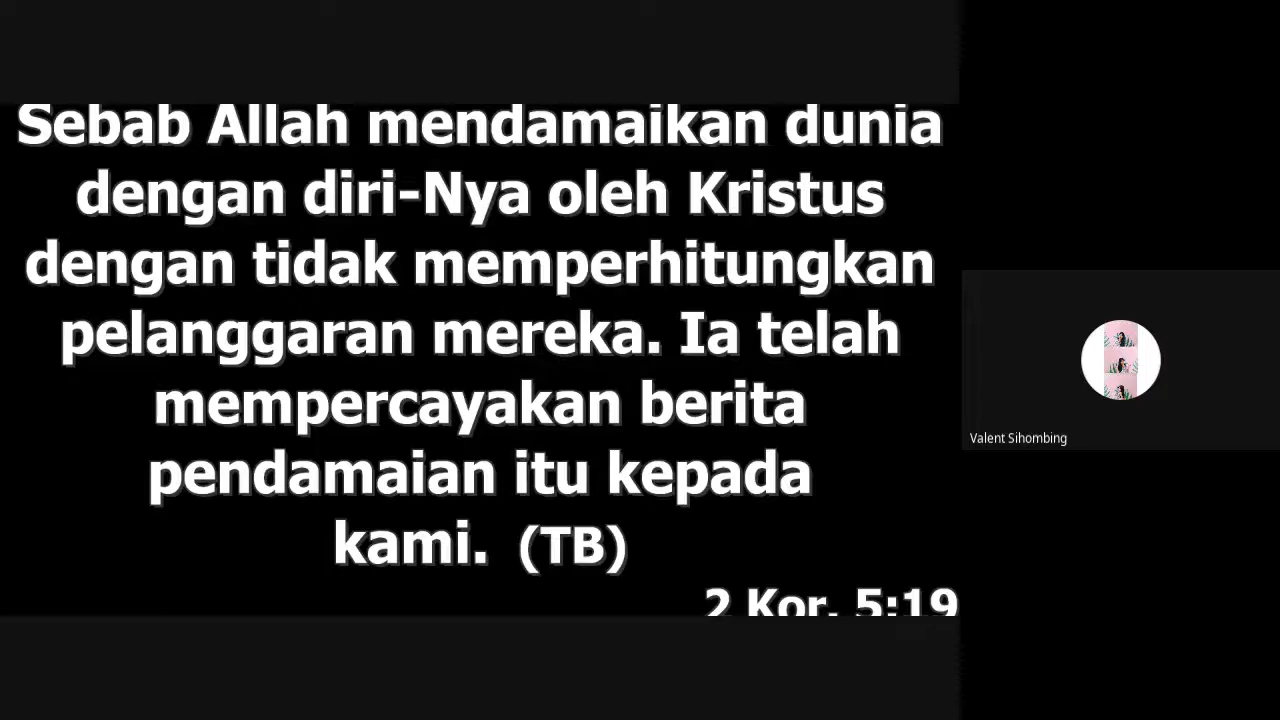 Sebab Allah mendamaikan dunia
dengan diri-Nya oleh Kristus
dengan tidak memperhitungkan
pelanggaran mereka. Ia telah
mempercayakan berita
pendamaian itu kepada
kami. (TB)
2 Kor. 5:19
Valent Sihombing